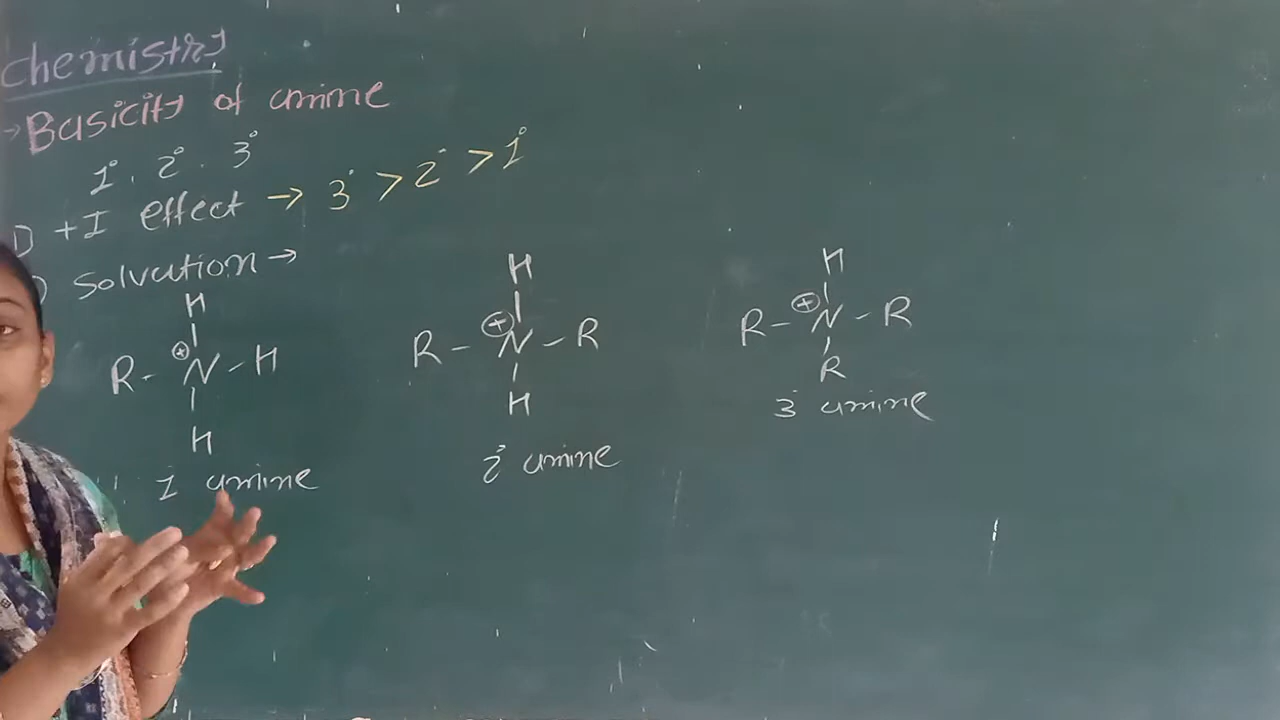 Chemistry
→ Basicity of amine
1°, 2°. 3°
+I effect → 3° > 2° > 1°
Solvation →
H
R - N - H
⊕
H
1° amine
H
R - N - R
⊕
H
2° amine
H
R - N - R
⊕
R
3° amine